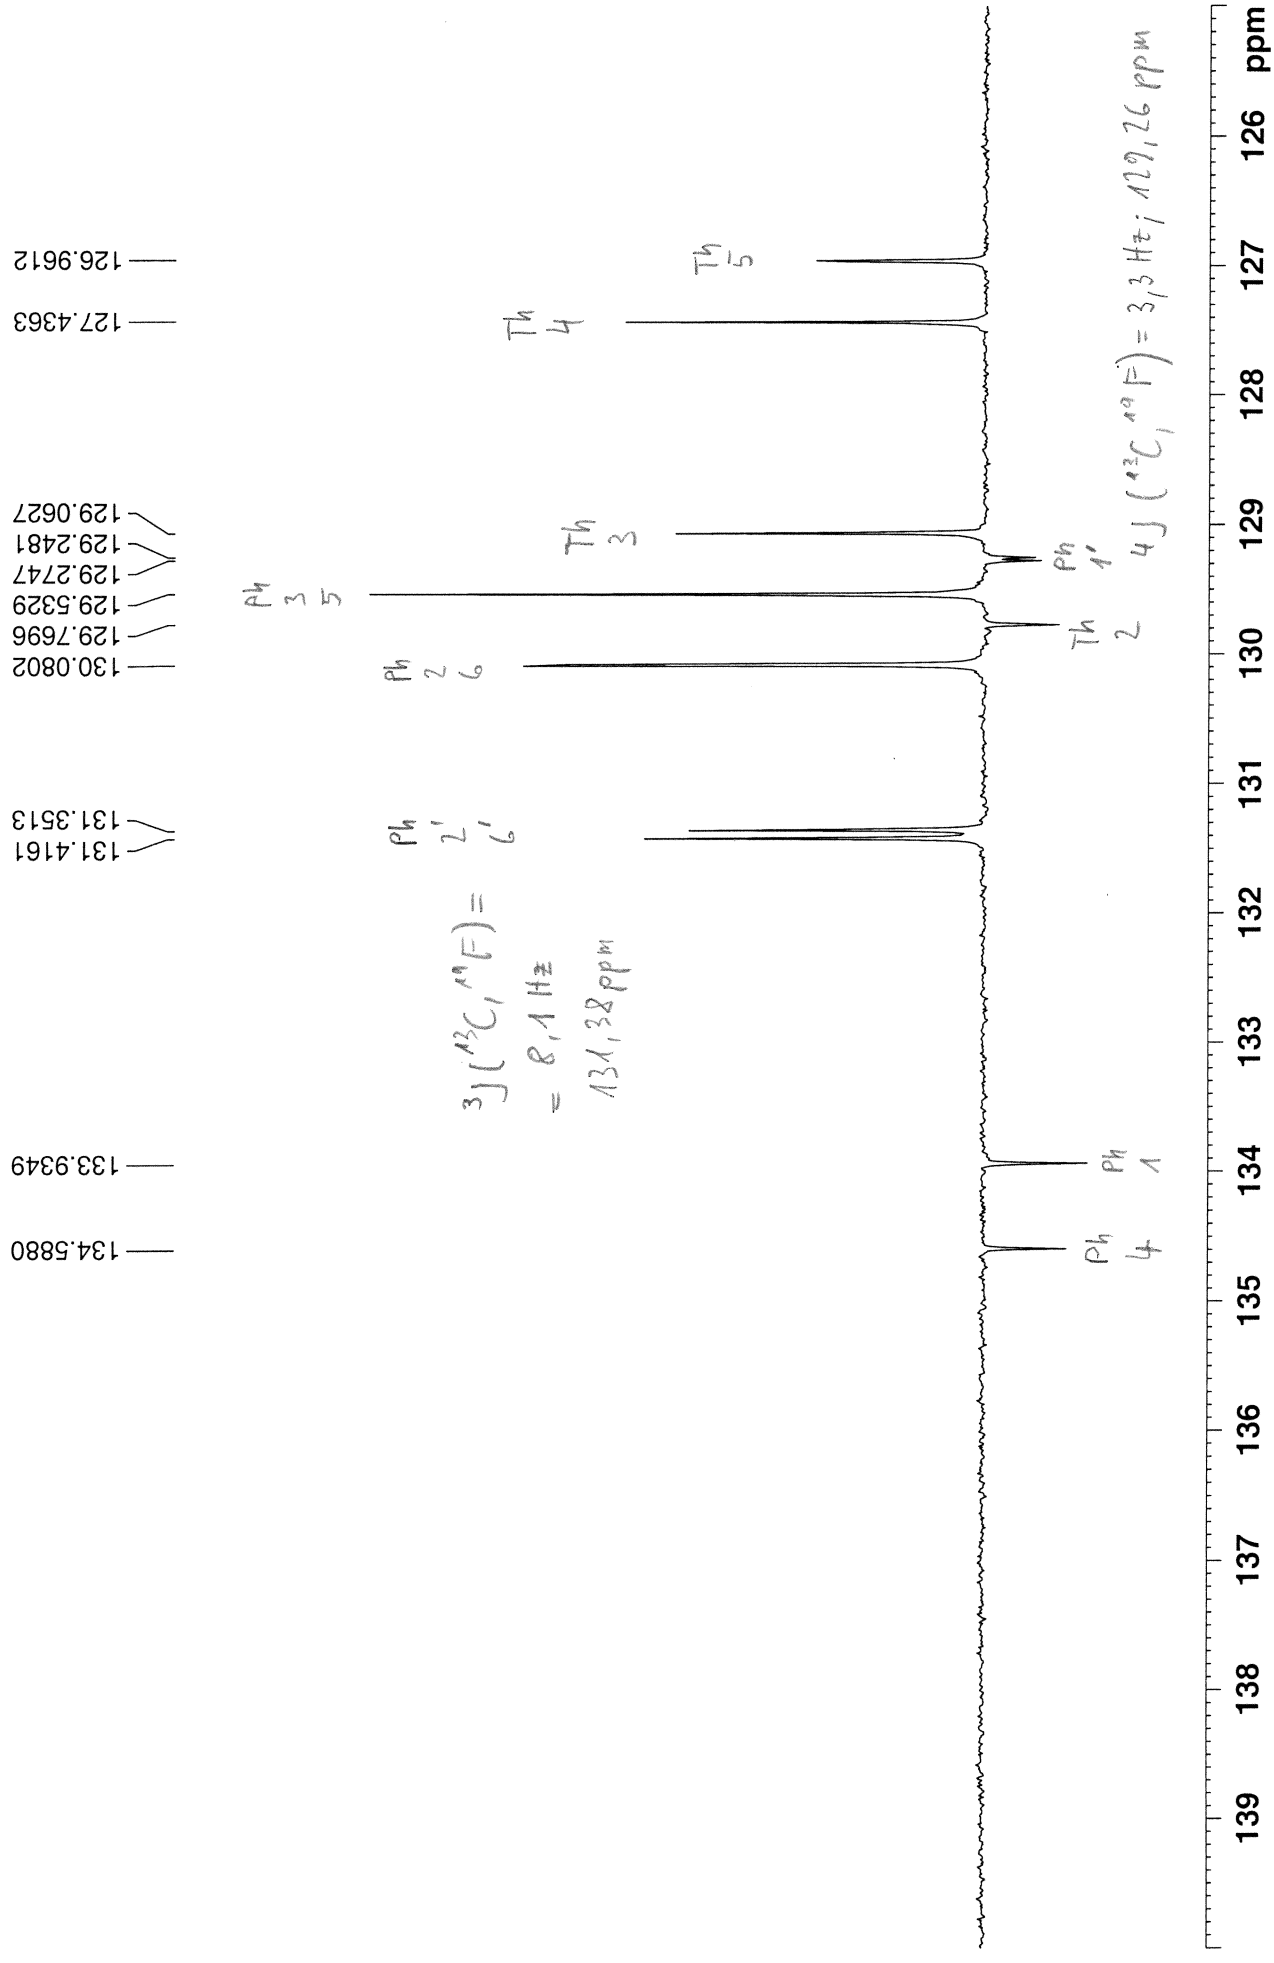 134.5880
133.9349
131.4161
131.3513
130.0802
129.7696
129.5329
129.2747
129.2481
129.0627
127.4363
126.9612
Ph
3 5
Ph
2 6
Ph
2' 6'
³J(¹³C, ¹⁹F) =
= 8,1 Hz
131,38 ppm
Th
4
Th
3
Th
5
Ph
4
Ph
1
Th
2
Ph
1'
⁴J(¹³C, ¹⁹F) = 3,3 Hz; 129,26 ppm
139 138 137 136 135 134 133 132 131 130 129 128 127 126 ppm